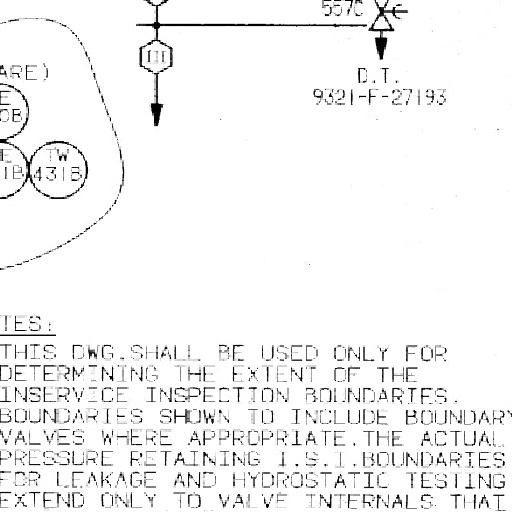 557C
III
D.T.
9321-F-27193
ARE)
E
0B
E
1B
TW
431B
TES:
THIS DWG.SHALL BE USED ONLY FOR
DETERMINING THE EXTENT OF THE
INSERVICE INSPECTION BOUNDARIES.
BOUNDARIES SHOWN TO INCLUDE BOUNDARY
VALVES WHERE APPROPRIATE.THE ACTUAL
PRESSURE RETAINING I.S.I.BOUNDARIES
FOR LEAKAGE AND HYDROSTATIC TESTING
EXTEND ONLY TO VALVE INTERNALS THAT